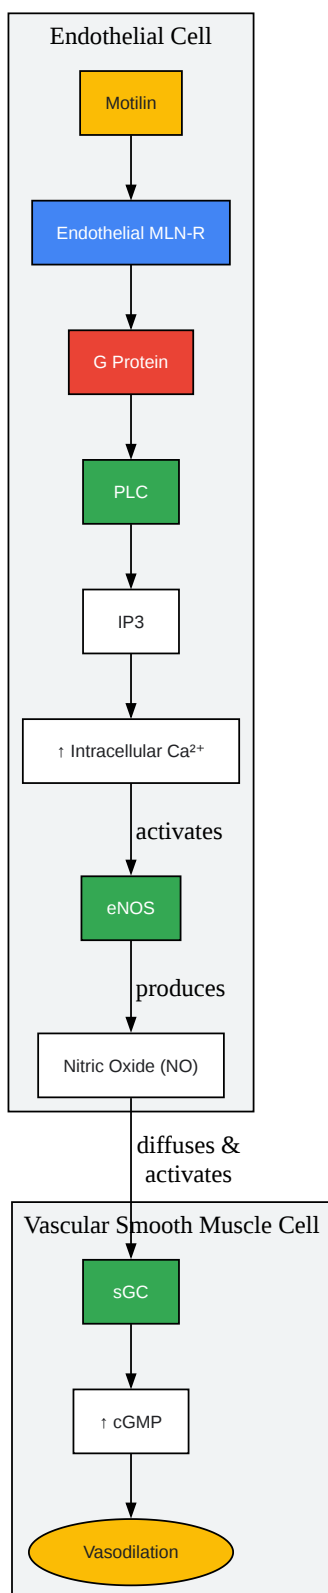 Endothelial Cell
Motilin
Endothelial MLN-R
G Protein
PLC
IP3
↑ Intracellular Ca²⁺
activates
eNOS
produces
Nitric Oxide (NO)
diffuses &
activates
Vascular Smooth Muscle Cell
sGC
↑ cGMP
Vasodilation